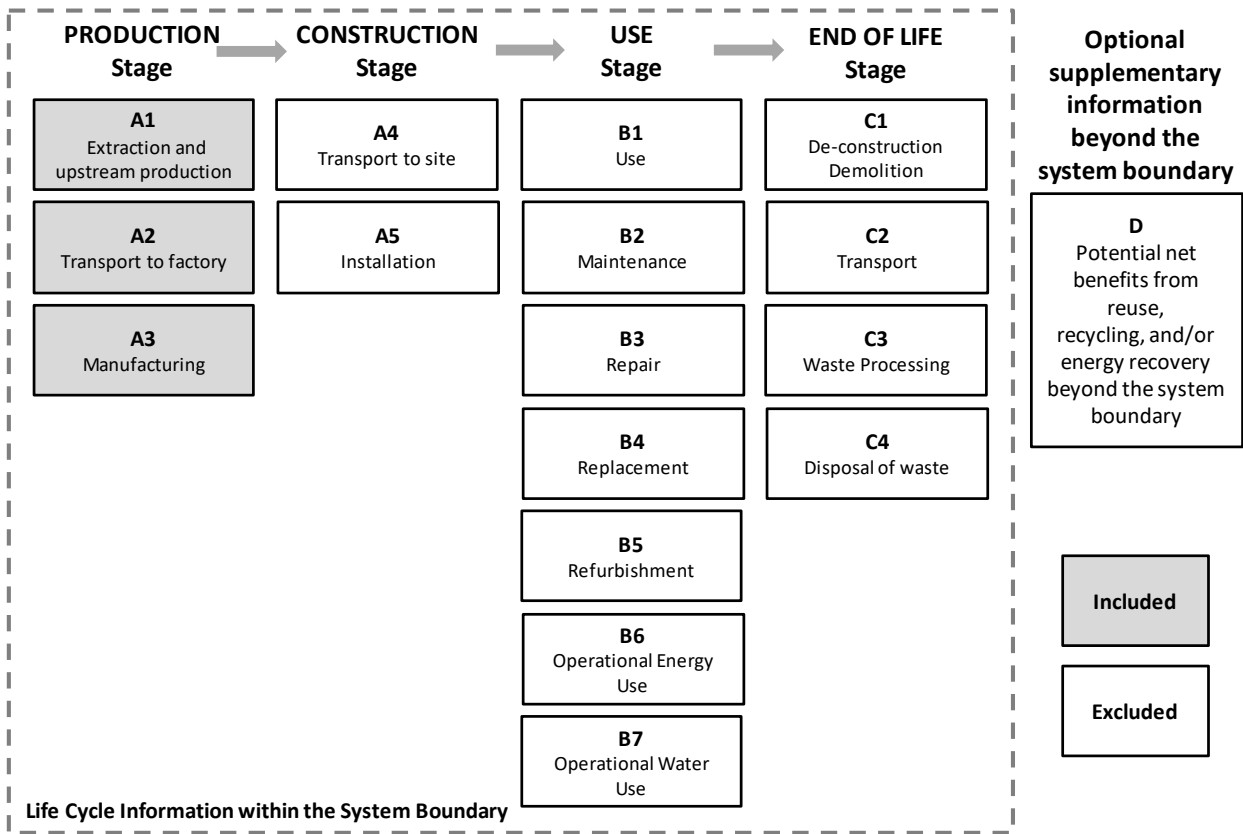 PRODUCTION
Stage
A1
Extraction and
upstream production
A2
Transport to factory
A3
Manufacturing
CONSTRUCTION
Stage
A4
Transport to site
A5
Installation
USE
Stage
B1
Use
B2
Maintenance
B3
Repair
B4
Replacement
B5
Refurbishment
B6
Operational Energy
Use
B7
Operational Water
Use
END OF LIFE
Stage
C1
De-construction
Demolition
C2
Transport
C3
Waste Processing
C4
Disposal of waste
Life Cycle Information within the System Boundary
Optional
supplementary
information
beyond the
system boundary
D
Potential net
benefits from
reuse,
recycling, and/or
energy recovery
beyond the system
boundary
Included
Excluded